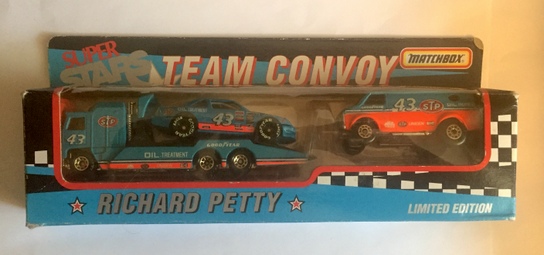 SUPER
STARS
TEAM CONVOY
MATCHBOX
43
43
STP
43
STP
OIL TREATMENT
GOODYEAR
RICHARD PETTY
LIMITED EDITION